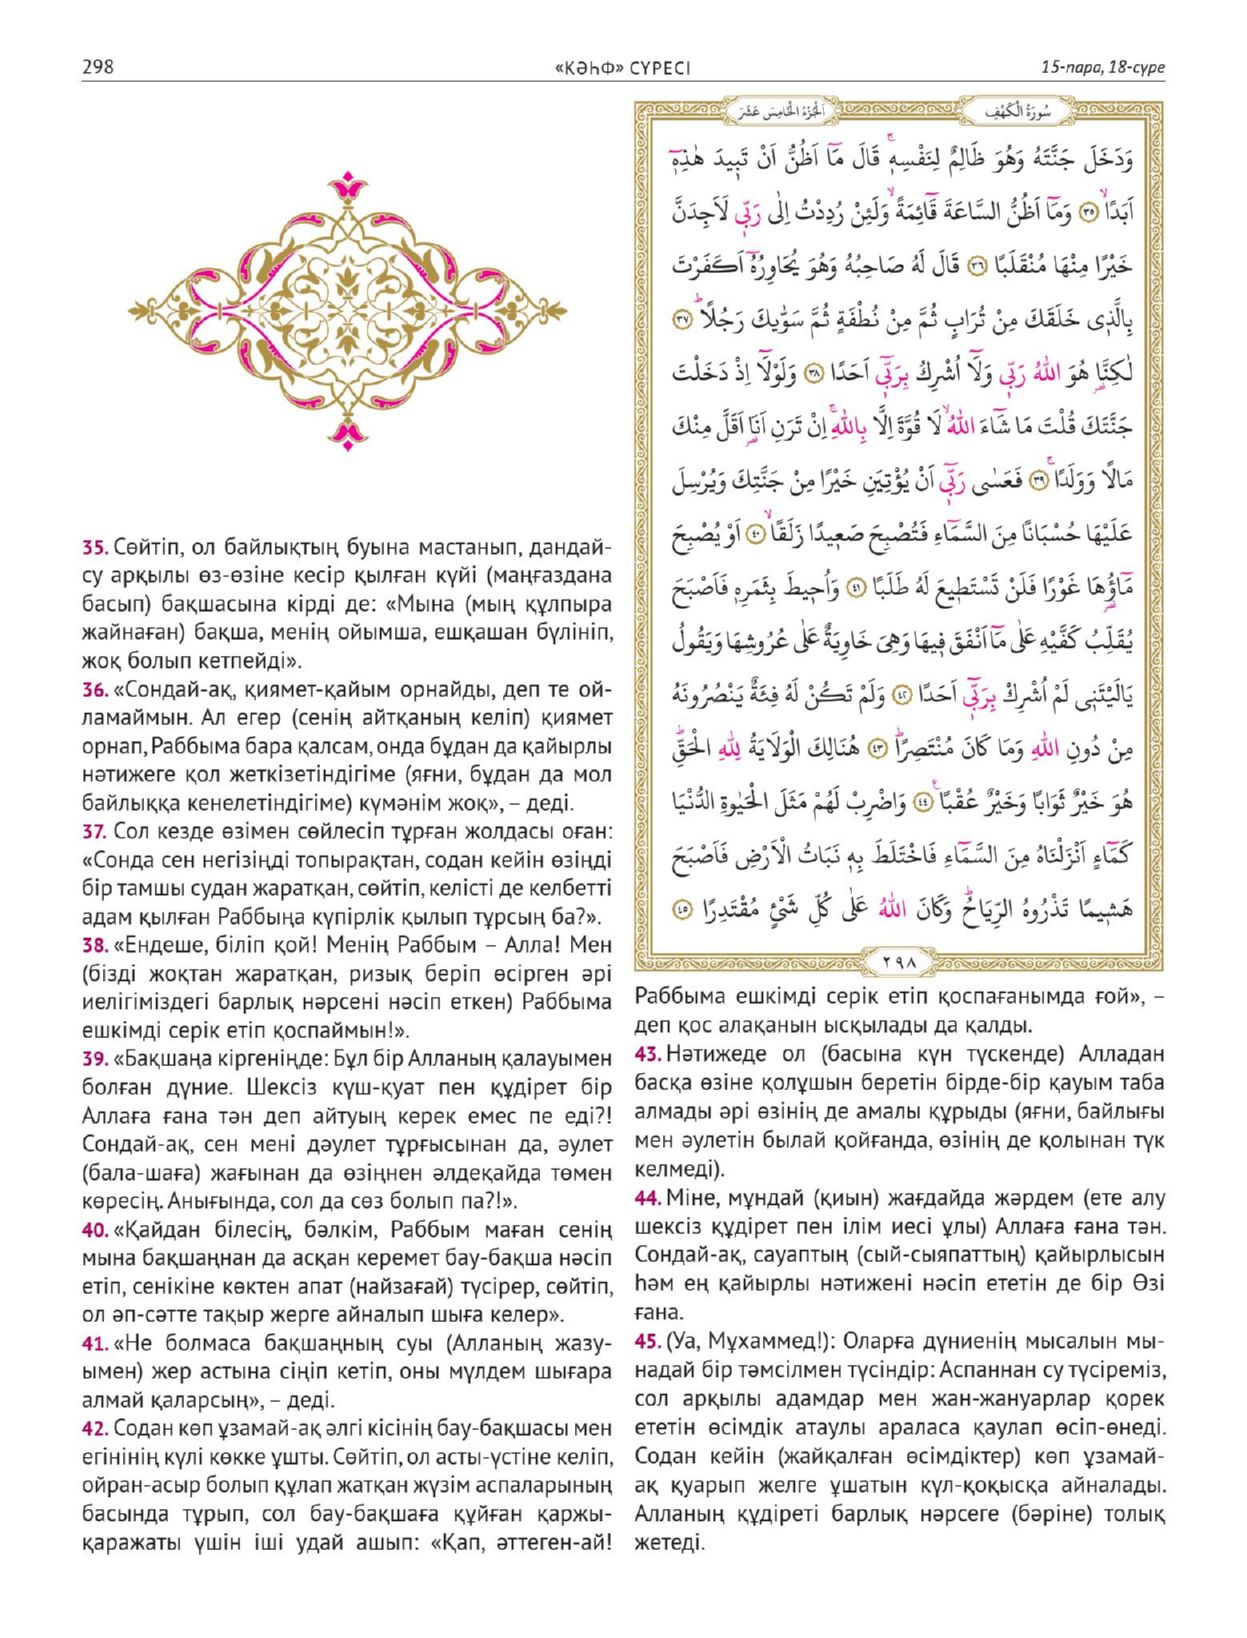 298
«КӘҺФ» СҮРЕСІ
15-пара, 18-сүре
35. Сөйтіп, ол байлықтың буына мастанып, дандай-
су арқылы өз-өзіне кесір қылған күйі (маңғаздана
басып) бақшасына кірді де: «Мына (мың құлпыра
жайнаған) бақша, менің ойымша, ешқашан бүлініп,
жоқ болып кетпейді».
36. «Сондай-ақ, қиямет-қайым орнайды, деп те ой-
ламаймын. Ал егер (сенің айтқаның келіп) қиямет
орнап, Раббыма бара қалсам, онда бұдан да қайырлы
нәтижеге қол жеткізетіндігіме (яғни, бұдан да мол
байлыққа кенелетіндігіме) күмәнім жоқ», – деді.
37. Сол кезде өзімен сөйлесіп тұрған жолдасы оған:
«Сонда сен негізіңді топырақтан, содан кейін өзіңді
бір тамшы судан жаратқан, сөйтіп, келісті де келбетті
адам қылған Раббыңа күпірлік қылып тұрсың ба?».
38. «Ендеше, біліп қой! Менің Раббым – Алла! Мен
(бізді жоқтан жаратқан, ризық беріп өсірген әрі
иелігіміздегі барлық нәрсені нәсіп еткен) Раббыма
ешкімді серік етіп қоспаймын!».
39. «Бақшаңа кіргеніңде: Бұл бір Алланың қалауымен
болған дүние. Шексіз күш-қуат пен құдірет бір
Аллаға ғана тән деп айтуың керек емес пе еді?!
Сондай-ақ, сен мені дәулет тұрғысынан да, әулет
(бала-шаға) жағынан да өзіңнен әлдеқайда төмен
көресің. Анығында, сол да сөз болып па?!».
40. «Қайдан білесің, бәлкім, Раббым маған сенің
мына бақшаңнан да асқан керемет бау-бақша нәсіп
етіп, сенікіне көктен апат (найзағай) түсірер, сөйтіп,
ол әп-сәтте тақыр жерге айналып шыға келер».
41. «Не болмаса бақшаңның суы (Алланың жазу-
ымен) жер астына сіңіп кетіп, оны мүлдем шығара
алмай қаларсың», – деді.
42. Содан көп ұзамай-ақ әлгі кісінің бау-бақшасы мен
егінінің күлі көкке ұшты. Сөйтіп, ол асты-үстіне келіп,
ойран-асыр болып құлап жатқан жүзім аспаларының
басында тұрып, сол бау-бақшаға құйған қаржы-
қаражаты үшін іші удай ашып: «Қап, әттеген-ай!
اَلْجُزْءُ الْخَامِسَ عَشَرَ
سُورَةُ الْكَهْفِ
وَدَخَلَ جَنَّتَهُ وَهُوَ ظَالِمٌ لِنَفْسِهٖۚ قَالَ مَٓا اَظُنُّ اَنْ تَبٖيدَ هٰذِهٖٓ
اَبَدًاۙ ٣٥ وَمَٓا اَظُنُّ السَّاعَةَ قَٓائِمَةًۙ وَلَئِنْ رُدِدْتُ اِلٰى رَبّٖى لَاَجِدَنَّ
خَيْرًا مِنْهَا مُنْقَلَبًا ٣٦ قَالَ لَهُ صَاحِبُهُ وَهُوَ يُحَاوِرُهُٓ اَكَفَرْتَ
بِالَّذٖى خَلَقَكَ مِنْ تُرَابٍ ثُمَّ مِنْ نُطْفَةٍ ثُمَّ سَوّٰيكَ رَجُلًاؕ ٣٧
لٰكِنَّا هُوَ اللّٰهُ رَبّٖى وَلَٓا اُشْرِكُ بِرَبّٖٓى اَحَدًا ٣٨ وَلَوْلَٓا اِذْ دَخَلْتَ
جَنَّتَكَ قُلْتَ مَا شَٓاءَ اللّٰهُۙ لَا قُوَّةَ اِلَّا بِاللّٰهِۚ اِنْ تَرَنِ اَنَا اَقَلَّ مِنْكَ
مَالًا وَوَلَدًاۚ ٣٩ فَعَسٰى رَبّٖٓى اَنْ يُؤْتِيَنِ خَيْرًا مِنْ جَنَّتِكَ وَيُرْسِلَ
عَلَيْهَا حُسْبَانًا مِنَ السَّمَٓاءِ فَتُصْبِحَ صَعٖيدًا زَلَقًاۙ ٤٠ اَوْ يُصْبِحَ
مَٓاؤُهَا غَوْرًا فَلَنْ تَسْتَطٖيعَ لَهُ طَلَبًا ٤١ وَاُحٖيطَ بِثَمَرِهٖ فَاَصْبَحَ
يُقَلِّبُ كَفَّيْهِ عَلٰى مَٓا اَنْفَقَ فٖيهَا وَهِىَ خَاوِيَةٌ عَلٰى عُرُوشِهَا وَيَقُولُ
يَالَيْتَنٖى لَمْ اُشْرِكْ بِرَبّٖٓى اَحَدًا ٤٢ وَلَمْ تَكُنْ لَهُ فِئَةٌ يَنْصُرُونَهُ
مِنْ دُونِ اللّٰهِ وَمَا كَانَ مُنْتَصِرًاؕ ٤٣ هُنَالِكَ الْوَلَايَةُ لِلّٰهِ الْحَقِّؕ
هُوَ خَيْرٌ ثَوَابًا وَخَيْرٌ عُقْبًاࣖ ٤٤ وَاضْرِبْ لَهُمْ مَثَلَ الْحَيٰوةِ الدُّنْيَا
كَمَٓاءٍ اَنْزَلْنَاهُ مِنَ السَّمَٓاءِ فَاخْتَلَطَ بِهٖ نَبَاتُ الْاَرْضِ فَاَصْبَحَ
هَشٖيمًا تَذْرُوهُ الرِّيَاحُؕ وَكَانَ اللّٰهُ عَلٰى كُلِّ شَیْءٍ مُقْتَدِرًا ٤٥
٢٩٨
Раббыма ешкімді серік етіп қоспағанымда ғой», –
деп қос алақанын ысқылады да қалды.
43. Нәтижеде ол (басына күн түскенде) Алладан
басқа өзіне қолұшын беретін бірде-бір қауым таба
алмады әрі өзінің де амалы құрыды (яғни, байлығы
мен әулетін былай қойғанда, өзінің де қолынан түк
келмеді).
44. Міне, мұндай (қиын) жағдайда жәрдем (ете алу
шексіз құдірет пен ілім иесі ұлы) Аллаға ғана тән.
Сондай-ақ, сауаптың (сый-сыяпаттың) қайырлысын
һәм ең қайырлы нәтижені нәсіп ететін де бір Өзі
ғана.
45. (Уа, Мұхаммед!): Оларға дүниенің мысалын мы-
надай бір тәмсілмен түсіндір: Аспаннан су түсіреміз,
сол арқылы адамдар мен жан-жануарлар қорек
ететін өсімдік атаулы араласа қаулап өсіп-өнеді.
Содан кейін (жайқалған өсімдіктер) көп ұзамай-
ақ қуарып желге ұшатын күл-қоқысқа айналады.
Алланың құдіреті барлық нәрсеге (бәріне) толық
жетеді.